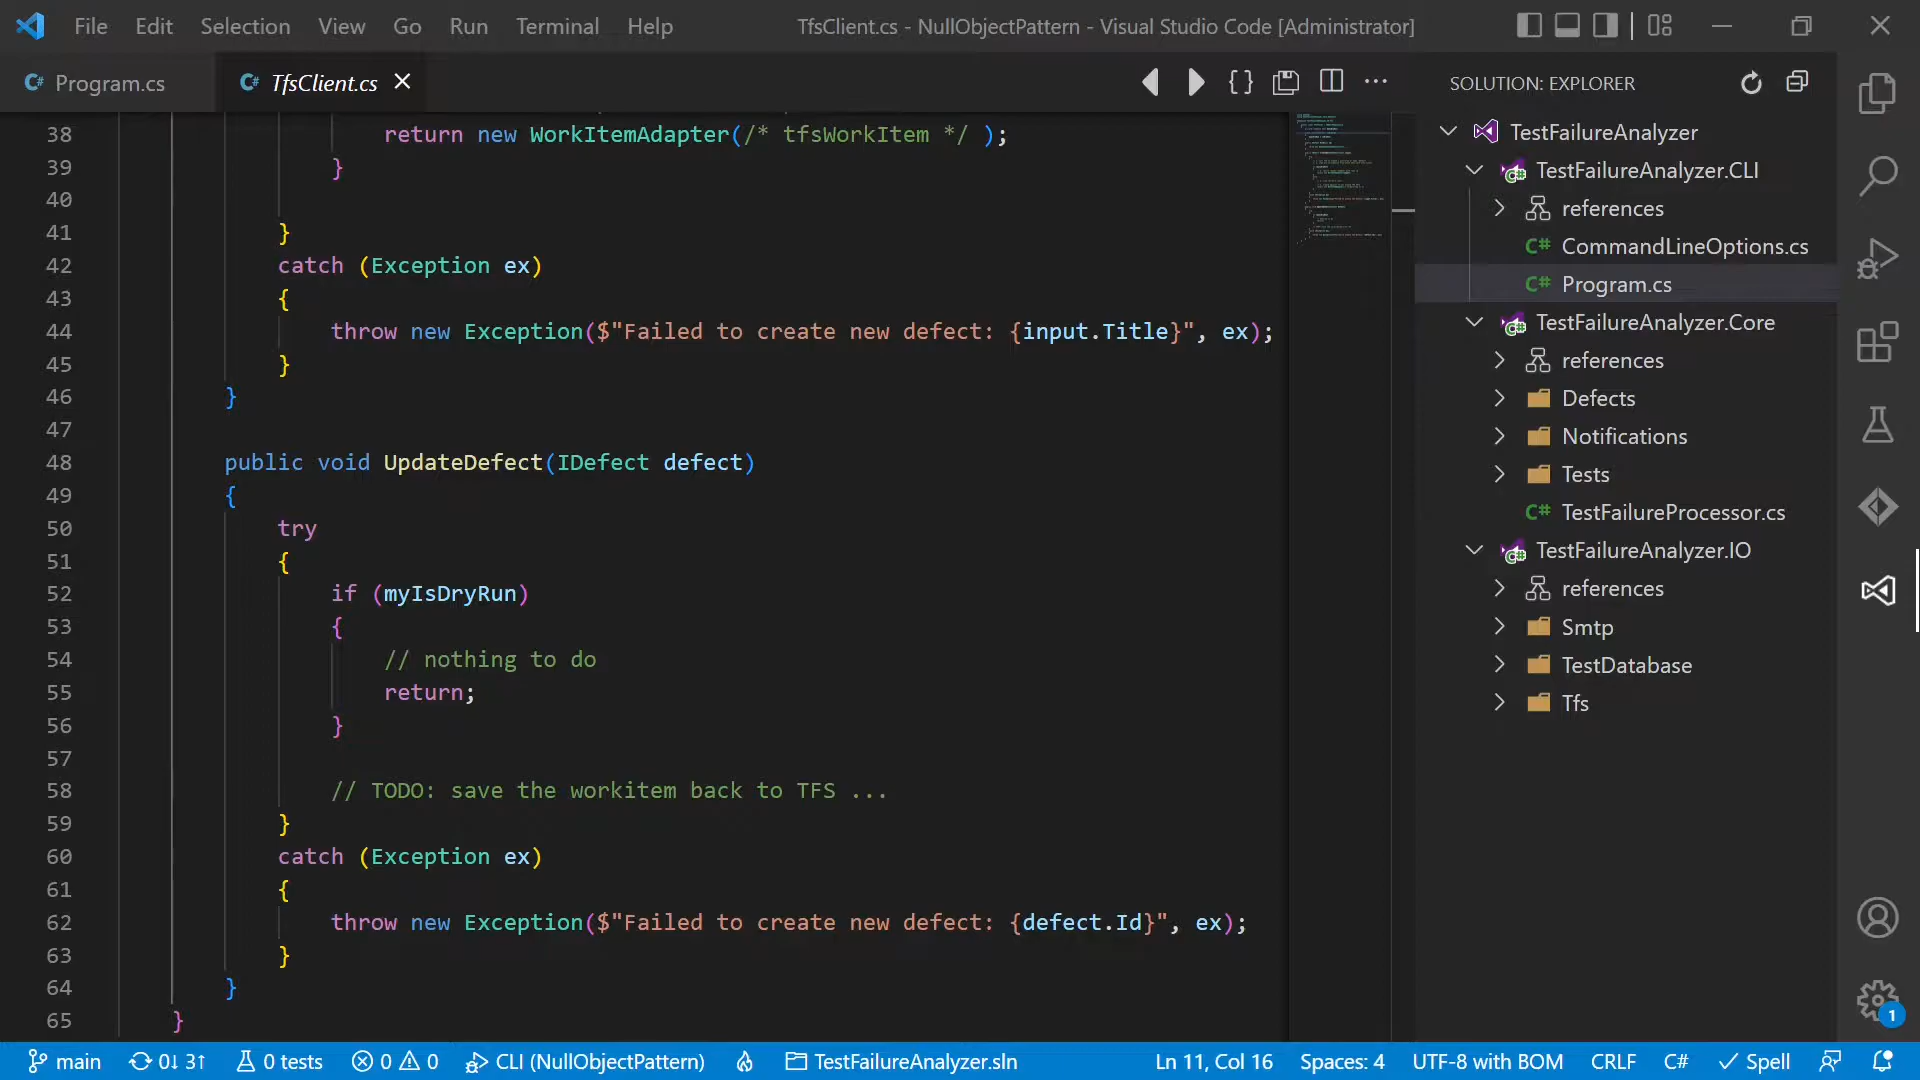 File Edit Selection View Go Run Terminal Help
TfsClient.cs - NullObjectPattern - Visual Studio Code [Administrator]
C# Program.cs
C# TfsClient.cs
38 return new WorkItemAdapter(/* tfsWorkItem */ );
39 }
40
41 }
42 catch (Exception ex)
43 {
44 throw new Exception($"Failed to create new defect: {input.Title}", ex);
45 }
46 }
47
48 public void UpdateDefect(IDefect defect)
49 {
50 try
51 {
52 if (myIsDryRun)
53 {
54 // nothing to do
55 return;
56 }
57
58 // TODO: save the workitem back to TFS ...
59 }
60 catch (Exception ex)
61 {
62 throw new Exception($"Failed to create new defect: {defect.Id}", ex);
63 }
64 }
65 }
SOLUTION: EXPLORER
TestFailureAnalyzer
TestFailureAnalyzer.CLI
references
C# CommandLineOptions.cs
C# Program.cs
TestFailureAnalyzer.Core
references
Defects
Notifications
Tests
C# TestFailureProcessor.cs
TestFailureAnalyzer.IO
references
Smtp
TestDatabase
Tfs
1
main 0↓ 3↑ 0 tests 0 0 CLI (NullObjectPattern) TestFailureAnalyzer.sln Ln 11, Col 16 Spaces: 4 UTF-8 with BOM CRLF C# Spell